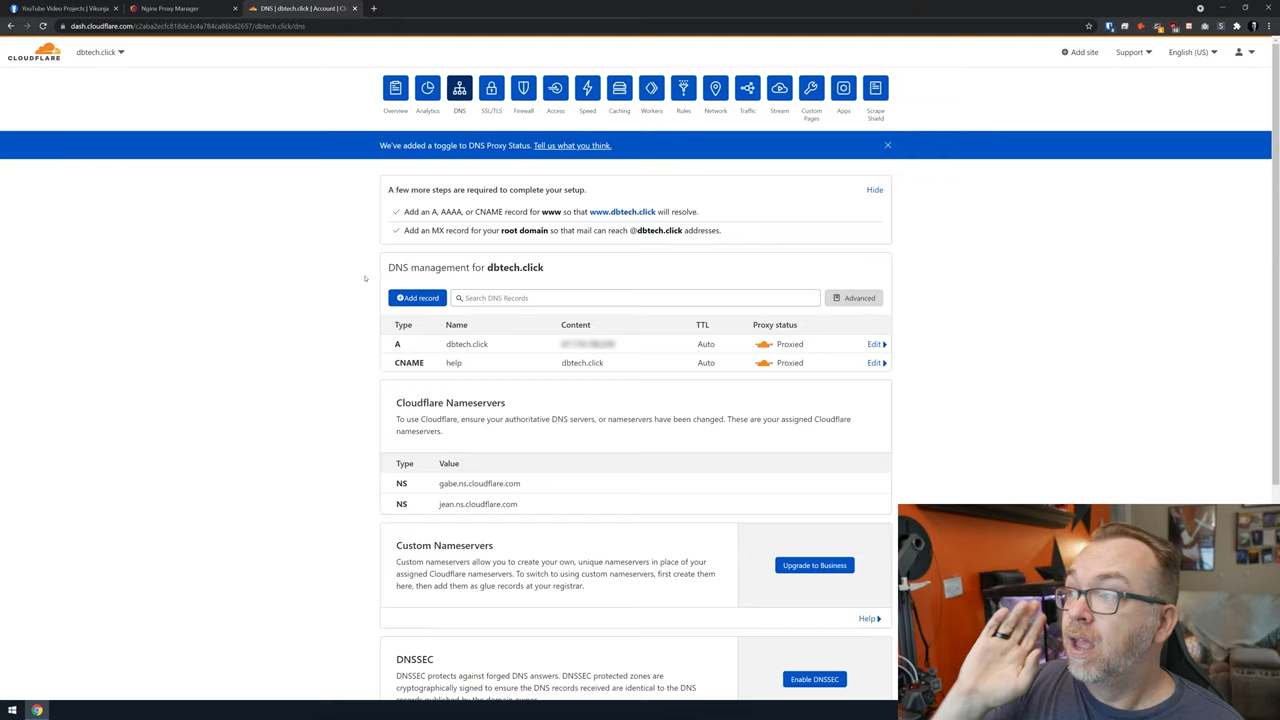 YouTube Video Projects | Vikunja
Nginx Proxy Manager
DNS | dbtech.click | Account | Cl
dash.cloudflare.com/c2aba2ecfc818de3c4a784ca86bd2657/dbtech.click/dns
CLOUDFLARE
dbtech.click
Add site
Support
English (US)
Overview
Analytics
DNS
SSL/TLS
Firewall
Access
Speed
Caching
Workers
Rules
Network
Traffic
Stream
Custom Pages
Apps
Scrape Shield
We've added a toggle to DNS Proxy Status. Tell us what you think.
A few more steps are required to complete your setup.
Hide
Add an A, AAAA, or CNAME record for www so that www.dbtech.click will resolve.
Add an MX record for your root domain so that mail can reach @dbtech.click addresses.
DNS management for dbtech.click
Add record
Search DNS Records
Advanced
Type Name Content TTL Proxy status
A dbtech.click Auto Proxied Edit
CNAME help dbtech.click Auto Proxied Edit
Cloudflare Nameservers
To use Cloudflare, ensure your authoritative DNS servers, or nameservers have been changed. These are your assigned Cloudflare
nameservers.
Type Value
NS gabe.ns.cloudflare.com
NS jean.ns.cloudflare.com
Custom Nameservers
Custom nameservers allow you to create your own, unique nameservers in place of your
assigned Cloudflare nameservers. To switch to using custom nameservers, first create them
here, then add them as glue records at your registrar.
Upgrade to Business
Help
DNSSEC
DNSSEC protects against forged DNS answers. DNSSEC protected zones are
cryptographically signed to ensure the DNS records received are identical to the DNS
records published by the domain owner.
Enable DNSSEC